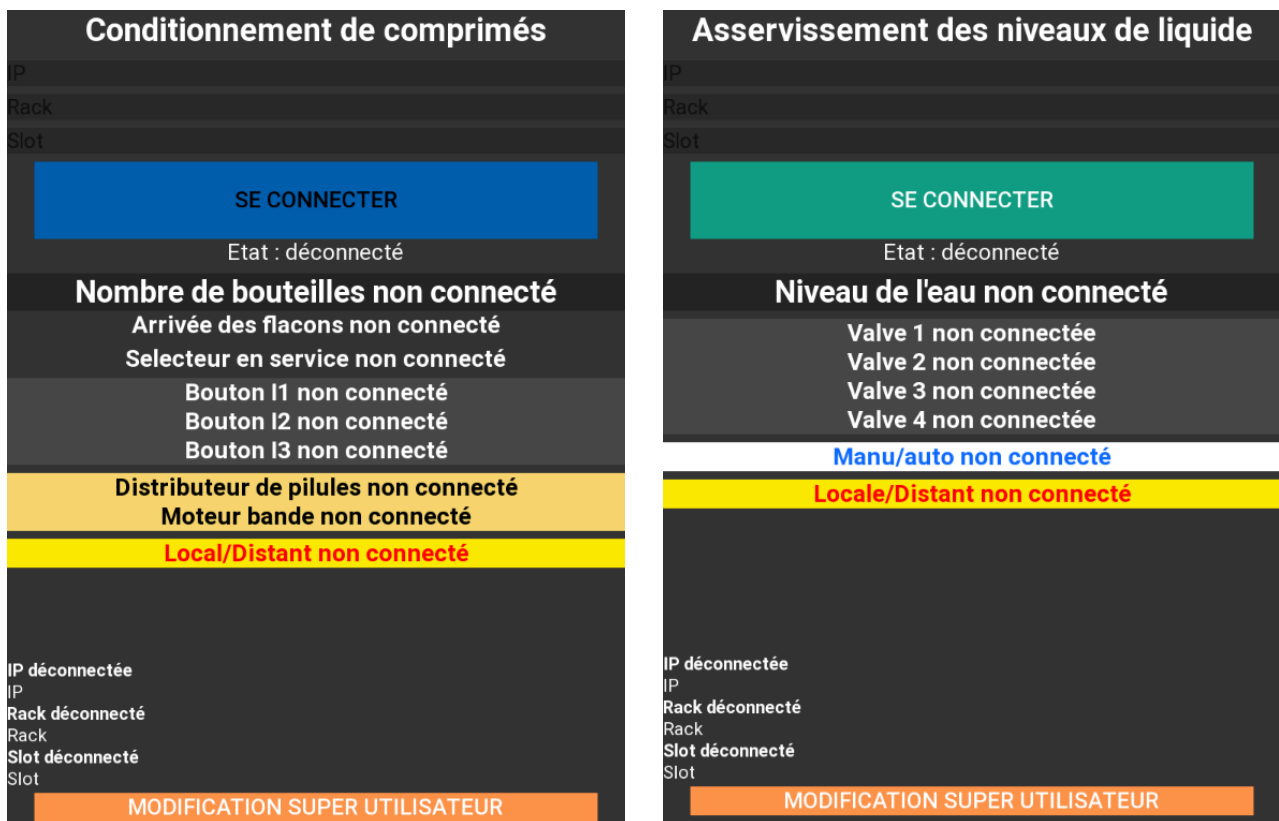 Conditionnement de comprimés
IP
Rack
Slot
SE CONNECTER
Etat : déconnecté
Nombre de bouteilles non connecté
Arrivée des flacons non connecté
Selecteur en service non connecté
Bouton I1 non connecté
Bouton I2 non connecté
Bouton I3 non connecté
Distributeur de pilules non connecté
Moteur bande non connecté
Local/Distant non connecté
IP déconnectée
IP
Rack déconnecté
Rack
Slot déconnecté
Slot
MODIFICATION SUPER UTILISATEUR
Asservissement des niveaux de liquide
IP
Rack
Slot
SE CONNECTER
Etat : déconnecté
Niveau de l'eau non connecté
Valve 1 non connectée
Valve 2 non connectée
Valve 3 non connectée
Valve 4 non connectée
Manu/auto non connecté
Locale/Distant non connecté
IP déconnectée
IP
Rack déconnecté
Rack
Slot déconnecté
Slot
MODIFICATION SUPER UTILISATEUR